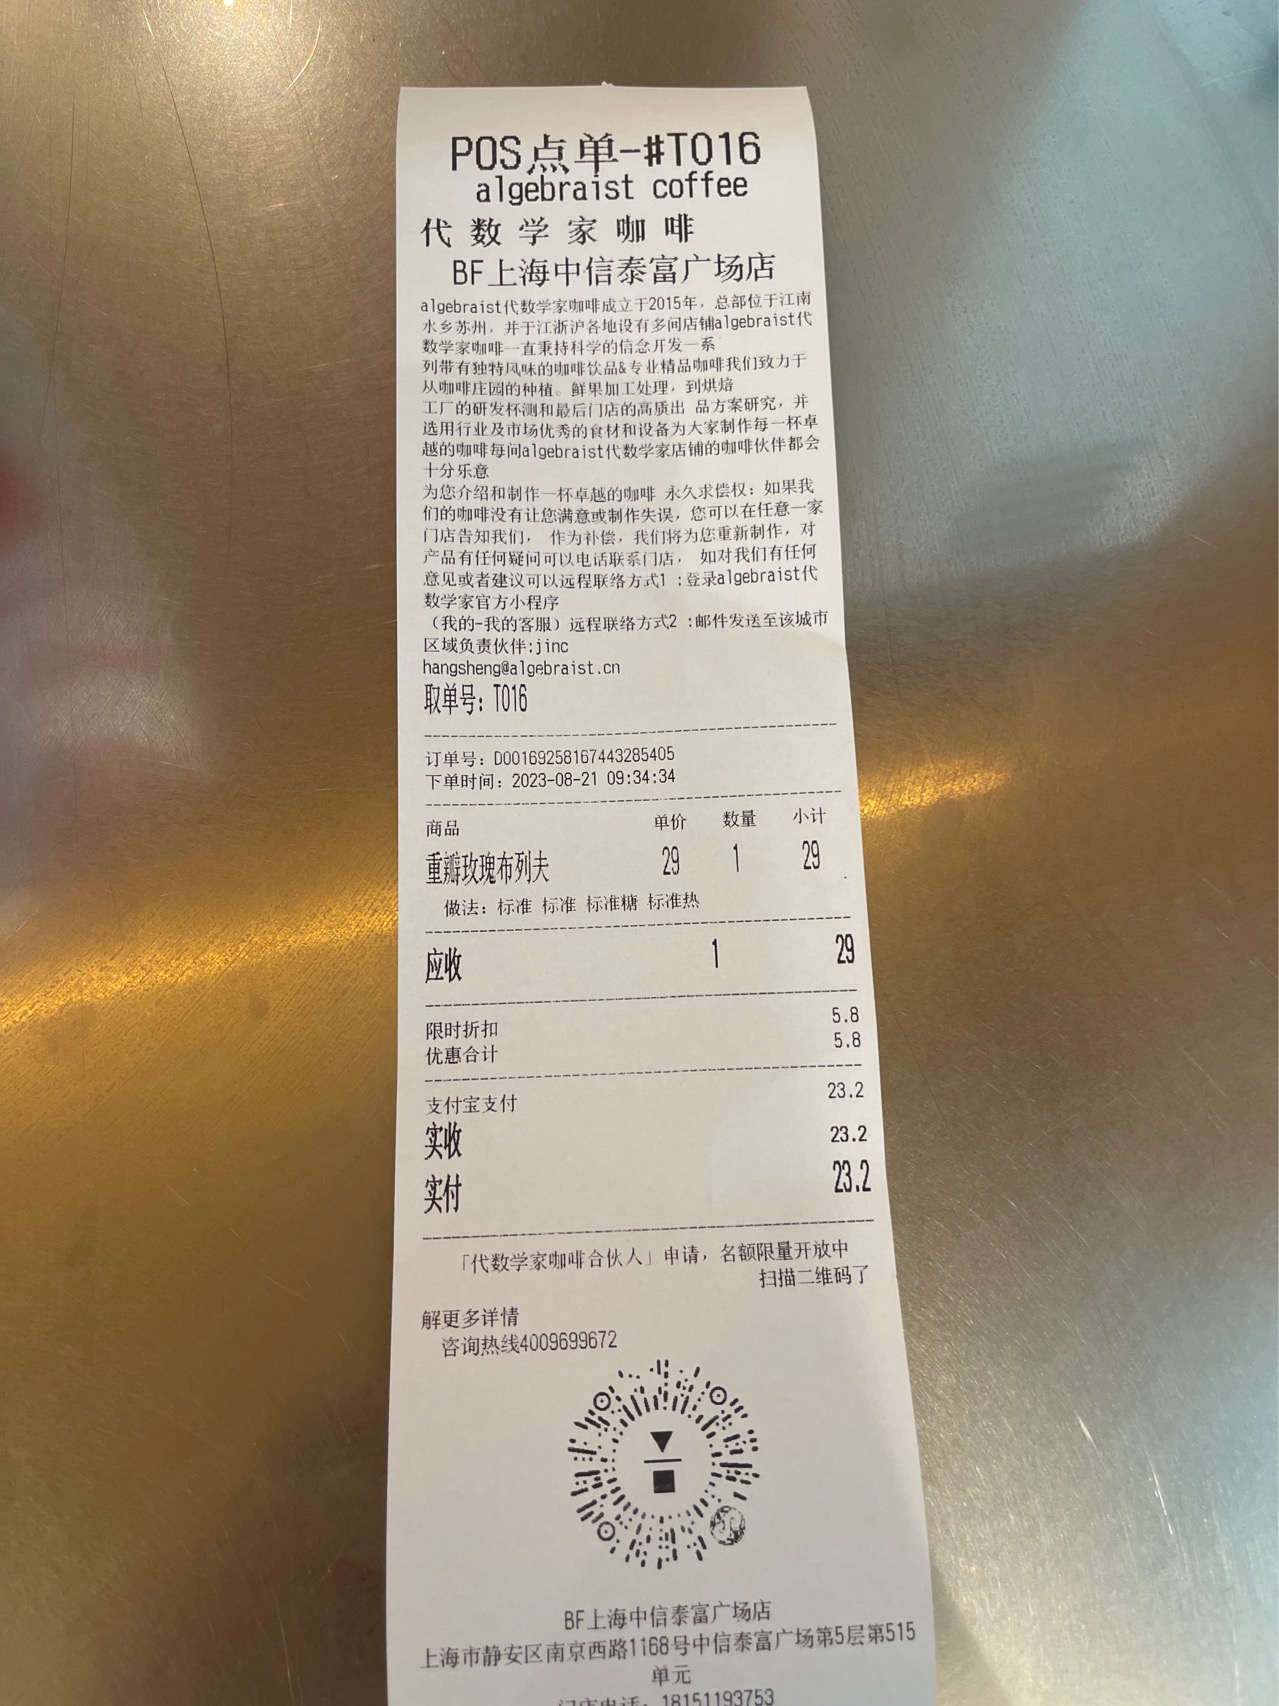 POS点单-#T016
algebraist coffee
代数学家咖啡
BF上海中信泰富广场店
algebraist代数学家咖啡成立于2015年，总部位于江南
水乡苏州，并于江浙沪各地设有多间店铺algebraist代
数学家咖啡一直秉持科学的信念开发一系
列带有独特风味的咖啡饮品&专业精品咖啡我们致力于
从咖啡庄园的种植。鲜果加工处理，到烘焙
工厂的研发杯测和最后门店的高质出 品方案研究，并
选用行业及市场优秀的食材和设备为大家制作每一杯卓
越的咖啡每间algebraist代数学家店铺的咖啡伙伴都会
十分乐意
为您介绍和制作一杯卓越的咖啡 永久求偿权：如果我
们的咖啡没有让您满意或制作失误，您可以在任意一家
门店告知我们， 作为补偿，我们将为您重新制作，对
产品有任何疑问可以电话联系门店， 如对我们有任何
意见或者建议可以远程联络方式1 :登录algebraist代
数学家官方小程序
（我的-我的客服）远程联络方式2 :邮件发送至该城市
区域负责伙伴:jinc
hangsheng@algebraist.cn
取单号：T016
订单号：D00169258167443285405
下单时间：2023-08-21 09:34:34
商品 单价 数量 小计
重瓣玫瑰布列夫 29 1 29
做法：标准 标准 标准糖 标准热
应收 1 29
限时折扣 5.8
优惠合计 5.8
支付宝支付 23.2
实收 23.2
实付 23.2
「代数学家咖啡合伙人」申请，名额限量开放中
扫描二维码了
解更多详情
咨询热线4009699672
BF上海中信泰富广场店
上海市静安区南京西路1168号中信泰富广场第5层第515
单元
门店电话：18151193753